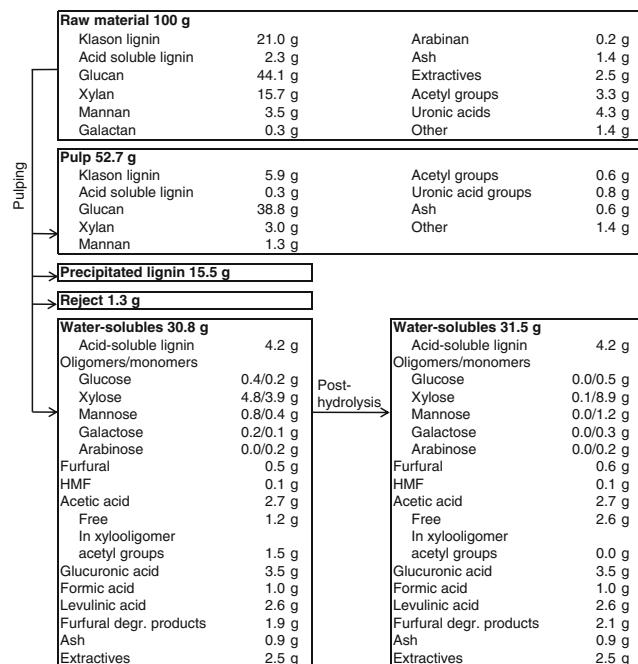 Raw material 100 g
Klason lignin 21.0 g Arabinan 0.2 g
Acid soluble lignin 2.3 g Ash 1.4 g
Glucan 44.1 g Extractives 2.5 g
Xylan 15.7 g Acetyl groups 3.3 g
Mannan 3.5 g Uronic acids 4.3 g
Galactan 0.3 g Other 1.4 g
Pulping
Pulp 52.7 g
Klason lignin 5.9 g Acetyl groups 0.6 g
Acid soluble lignin 0.3 g Uronic acid groups 0.8 g
Glucan 38.8 g Ash 0.6 g
Xylan 3.0 g Other 1.4 g
Mannan 1.3 g
Precipitated lignin 15.5 g
Reject 1.3 g
Water-solubles 30.8 g
Acid-soluble lignin 4.2 g
Oligomers/monomers
Glucose 0.4/0.2 g
Xylose 4.8/3.9 g
Mannose 0.8/0.4 g
Galactose 0.2/0.1 g
Arabinose 0.0/0.2 g
Furfural 0.5 g
HMF 0.1 g
Acetic acid 2.7 g
Free 1.2 g
In xylooligomer
acetyl groups 1.5 g
Glucuronic acid 3.5 g
Formic acid 1.0 g
Levulinic acid 2.6 g
Furfural degr. products 1.9 g
Ash 0.9 g
Extractives 2.5 g
Post-
hydrolysis
Water-solubles 31.5 g
Acid-soluble lignin 4.2 g
Oligomers/monomers
Glucose 0.0/0.5 g
Xylose 0.1/8.9 g
Mannose 0.0/1.2 g
Galactose 0.0/0.3 g
Arabinose 0.0/0.2 g
Furfural 0.6 g
HMF 0.1 g
Acetic acid 2.7 g
Free 2.6 g
In xylooligomer
acetyl groups 0.0 g
Glucuronic acid 3.5 g
Formic acid 1.0 g
Levulinic acid 2.6 g
Furfural degr. products 2.1 g
Ash 0.9 g
Extractives 2.5 g